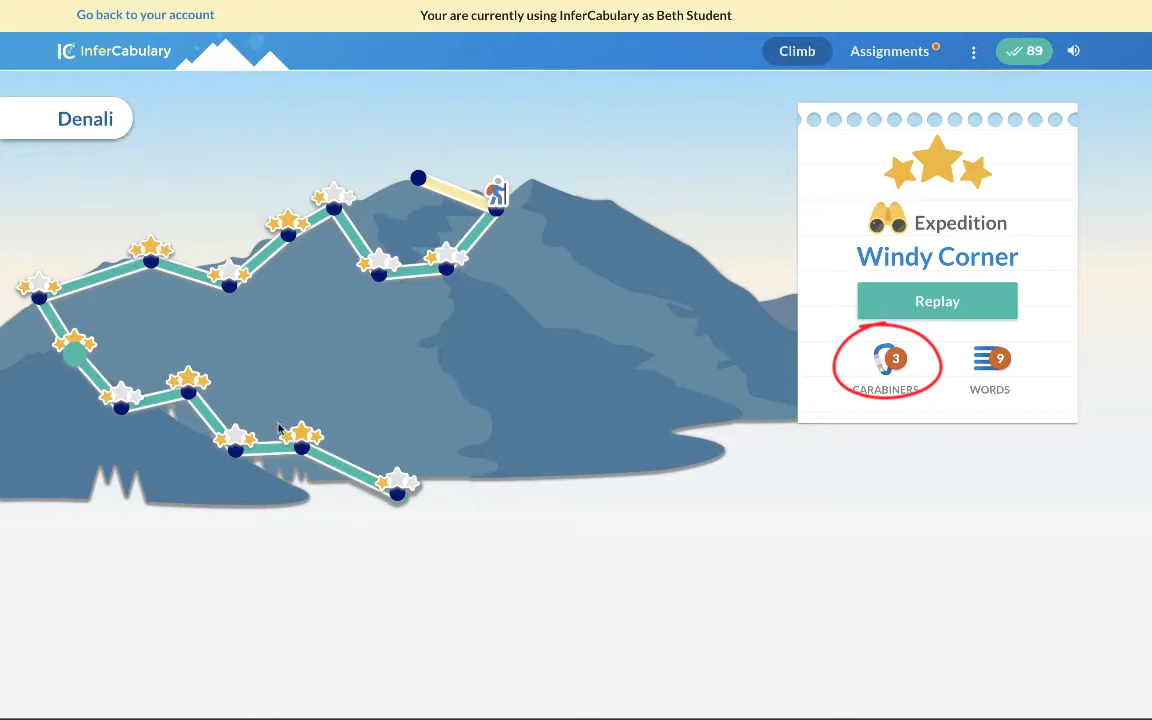 Go back to your account
Your are currently using InferCabulary as Beth Student
IC InferCabulary
Climb
Assignments
89
Denali
Expedition
Windy Corner
Replay
3
9
CARABINERS
WORDS